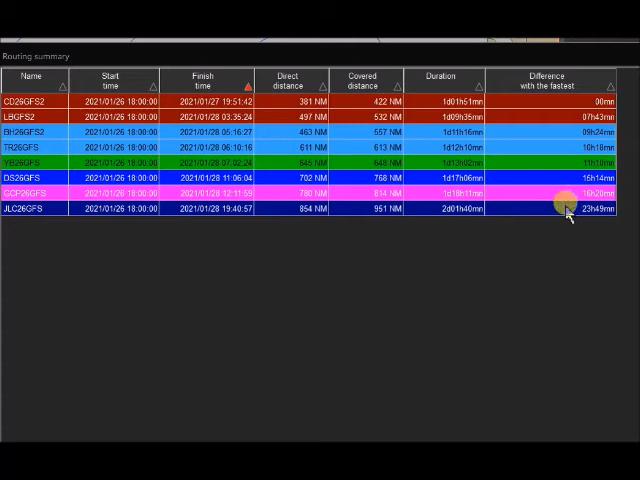 Routing summary
Name Start time Finish time Direct distance Covered distance Duration Difference with the fastest
CD26GFS2 2021/01/26 18:00:00 2021/01/27 19:51:42 381 NM 422 NM 1d01h51mn 00mn
LBGFS2 2021/01/26 18:00:00 2021/01/28 03:35:24 497 NM 532 NM 1d09h35mn 07h43mn
BH26GFS2 2021/01/26 18:00:00 2021/01/28 05:16:27 463 NM 557 NM 1d11h16mn 09h24mn
TR26GFS 2021/01/26 18:00:00 2021/01/28 06:10:16 611 NM 613 NM 1d12h10mn 10h18mn
YB26GFS 2021/01/26 18:00:00 2021/01/28 07:02:24 645 NM 648 NM 1d13h02mn 11h10mn
DS26GFS 2021/01/26 18:00:00 2021/01/28 11:06:04 702 NM 768 NM 1d17h06mn 15h14mn
GCP26GFS 2021/01/26 18:00:00 2021/01/28 12:11:59 780 NM 814 NM 1d18h11mn 16h20mn
JLC26GFS 2021/01/26 18:00:00 2021/01/28 19:40:57 854 NM 951 NM 2d01h40mn 23h49mn